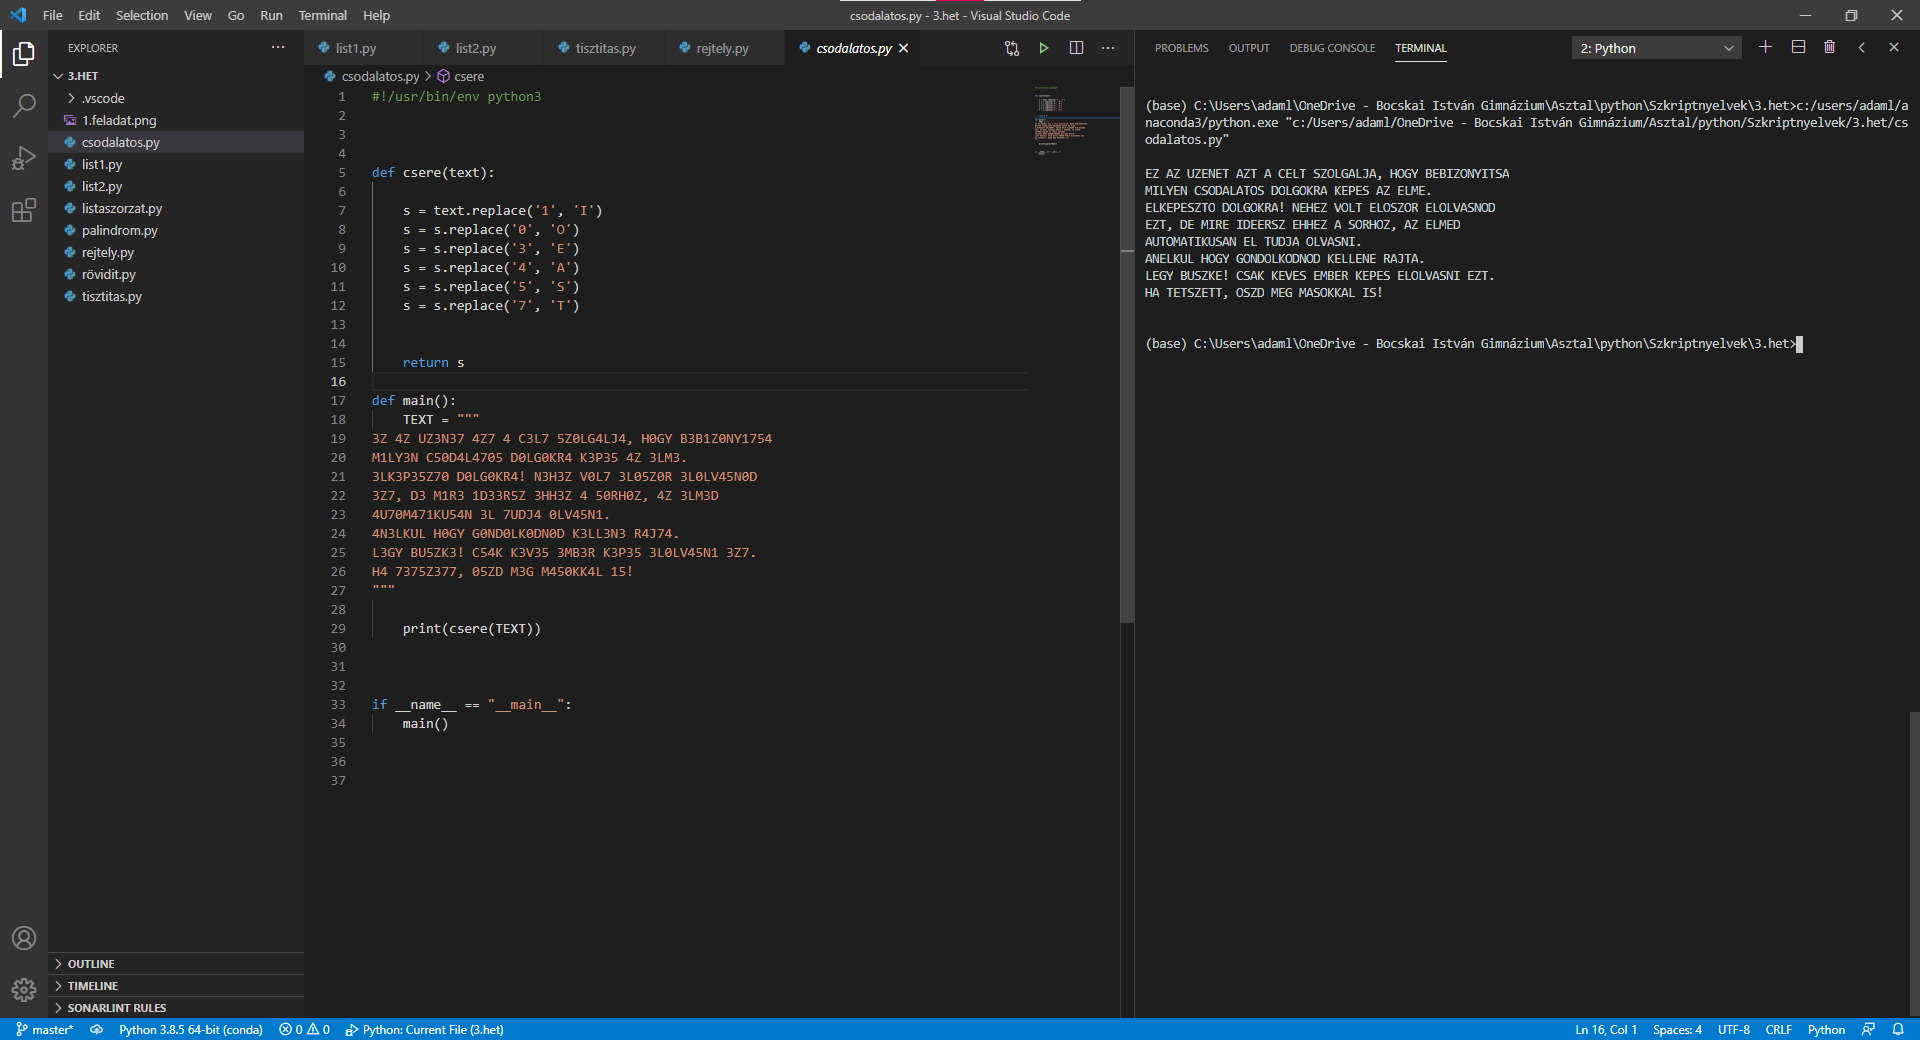 File Edit Selection View Go Run Terminal Help
csodalatos.py - 3.het - Visual Studio Code
EXPLORER
3.HET
.vscode
1.feladat.png
csodalatos.py
list1.py
list2.py
listaszorzat.py
palindrom.py
rejtely.py
rövidit.py
tisztitas.py
OUTLINE
TIMELINE
SONARLINT RULES
list1.py list2.py tisztitas.py rejtely.py csodalatos.py
csodalatos.py > csere
1 #!/usr/bin/env python3
2
3
4
5 def csere(text):
6
7 s = text.replace('1', 'I')
8 s = s.replace('0', 'O')
9 s = s.replace('3', 'E')
10 s = s.replace('4', 'A')
11 s = s.replace('5', 'S')
12 s = s.replace('7', 'T')
13
14
15 return s
16
17 def main():
18 TEXT = """
19 3Z 4Z UZ3N37 4Z7 4 C3L7 5Z0LG4LJ4, H0GY B3B1Z0NY1754
20 M1LY3N C50D4L4705 D0LG0KR4 K3P35 4Z 3LM3.
21 3LK3P35Z70 D0LG0KR4! N3H3Z V0L7 3L05Z0R 3L0LV45N0D
22 3Z7, D3 M1R3 1D33R5Z 3HH3Z 4 50RH0Z, 4Z 3LM3D
23 4U70M471KU54N 3L 7UDJ4 0LV45N1.
24 4N3LKUL H0GY G0ND0LK0DN0D K3LL3N3 R4J74.
25 L3GY BU5ZK3! C54K K3V35 3MB3R K3P35 3L0LV45N1 3Z7.
26 H4 7375Z377, 05ZD M3G M450KK4L 15!
27 """
28
29 print(csere(TEXT))
30
31
32
33 if __name__ == "__main__":
34 main()
35
36
37
PROBLEMS OUTPUT DEBUG CONSOLE TERMINAL 2: Python
(base) C:\Users\adaml\OneDrive - Bocskai István Gimnázium\Asztal\python\Szkriptnyelvek\3.het>c:/users/adaml/a
naconda3/python.exe "c:/Users/adaml/OneDrive - Bocskai István Gimnázium/Asztal/python/Szkriptnyelvek/3.het/cs
odalatos.py"
EZ AZ UZENET AZT A CELT SZOLGALJA, HOGY BEBIZONYITSA
MILYEN CSODALATOS DOLGOKRA KEPES AZ ELME.
ELKEPESZTO DOLGOKRA! NEHEZ VOLT ELOSZOR ELOLVASNOD
EZT, DE MIRE IDEERSZ EHHEZ A SORHOZ, AZ ELMED
AUTOMATIKUSAN EL TUDJA OLVASNI.
ANELKUL HOGY GONDOLKODNOD KELLENE RAJTA.
LEGY BUSZKE! CSAK KEVES EMBER KEPES ELOLVASNI EZT.
HA TETSZETT, OSZD MEG MASOKKAL IS!
(base) C:\Users\adaml\OneDrive - Bocskai István Gimnázium\Asztal\python\Szkriptnyelvek\3.het>
master* Python 3.8.5 64-bit (conda) 0 0 Python: Current File (3.het) Ln 16, Col 1 Spaces: 4 UTF-8 CRLF Python